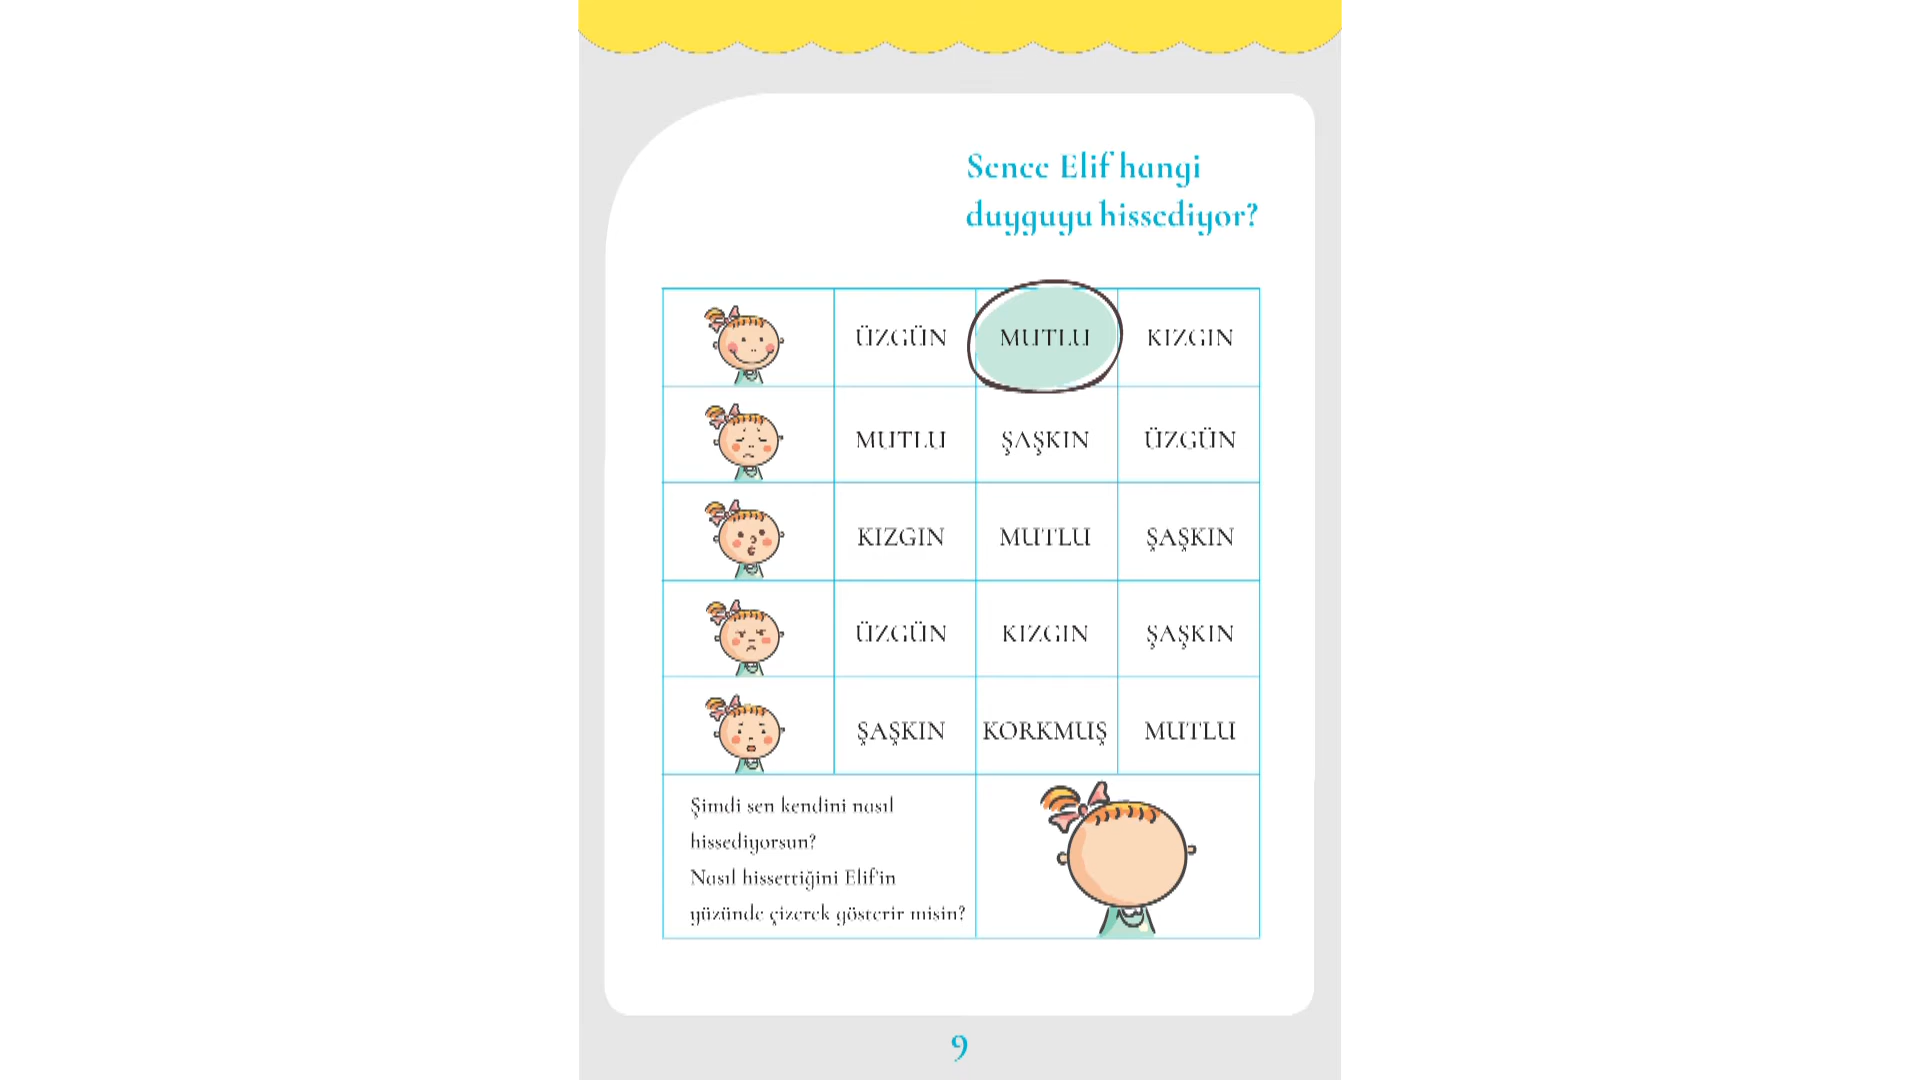 Sence Elif hangi
duyguyu hissediyor?
ÜZGÜN MUTLU KIZGIN
MUTLU ŞAŞKIN ÜZGÜN
KIZGIN MUTLU ŞAŞKIN
ÜZGÜN KIZGIN ŞAŞKIN
ŞAŞKIN KORKMUŞ MUTLU
Şimdi sen kendini nasıl
hissediyorsun?
Nasıl hissettiğini Elif'in
yüzünde çizerek gösterir misin?
9